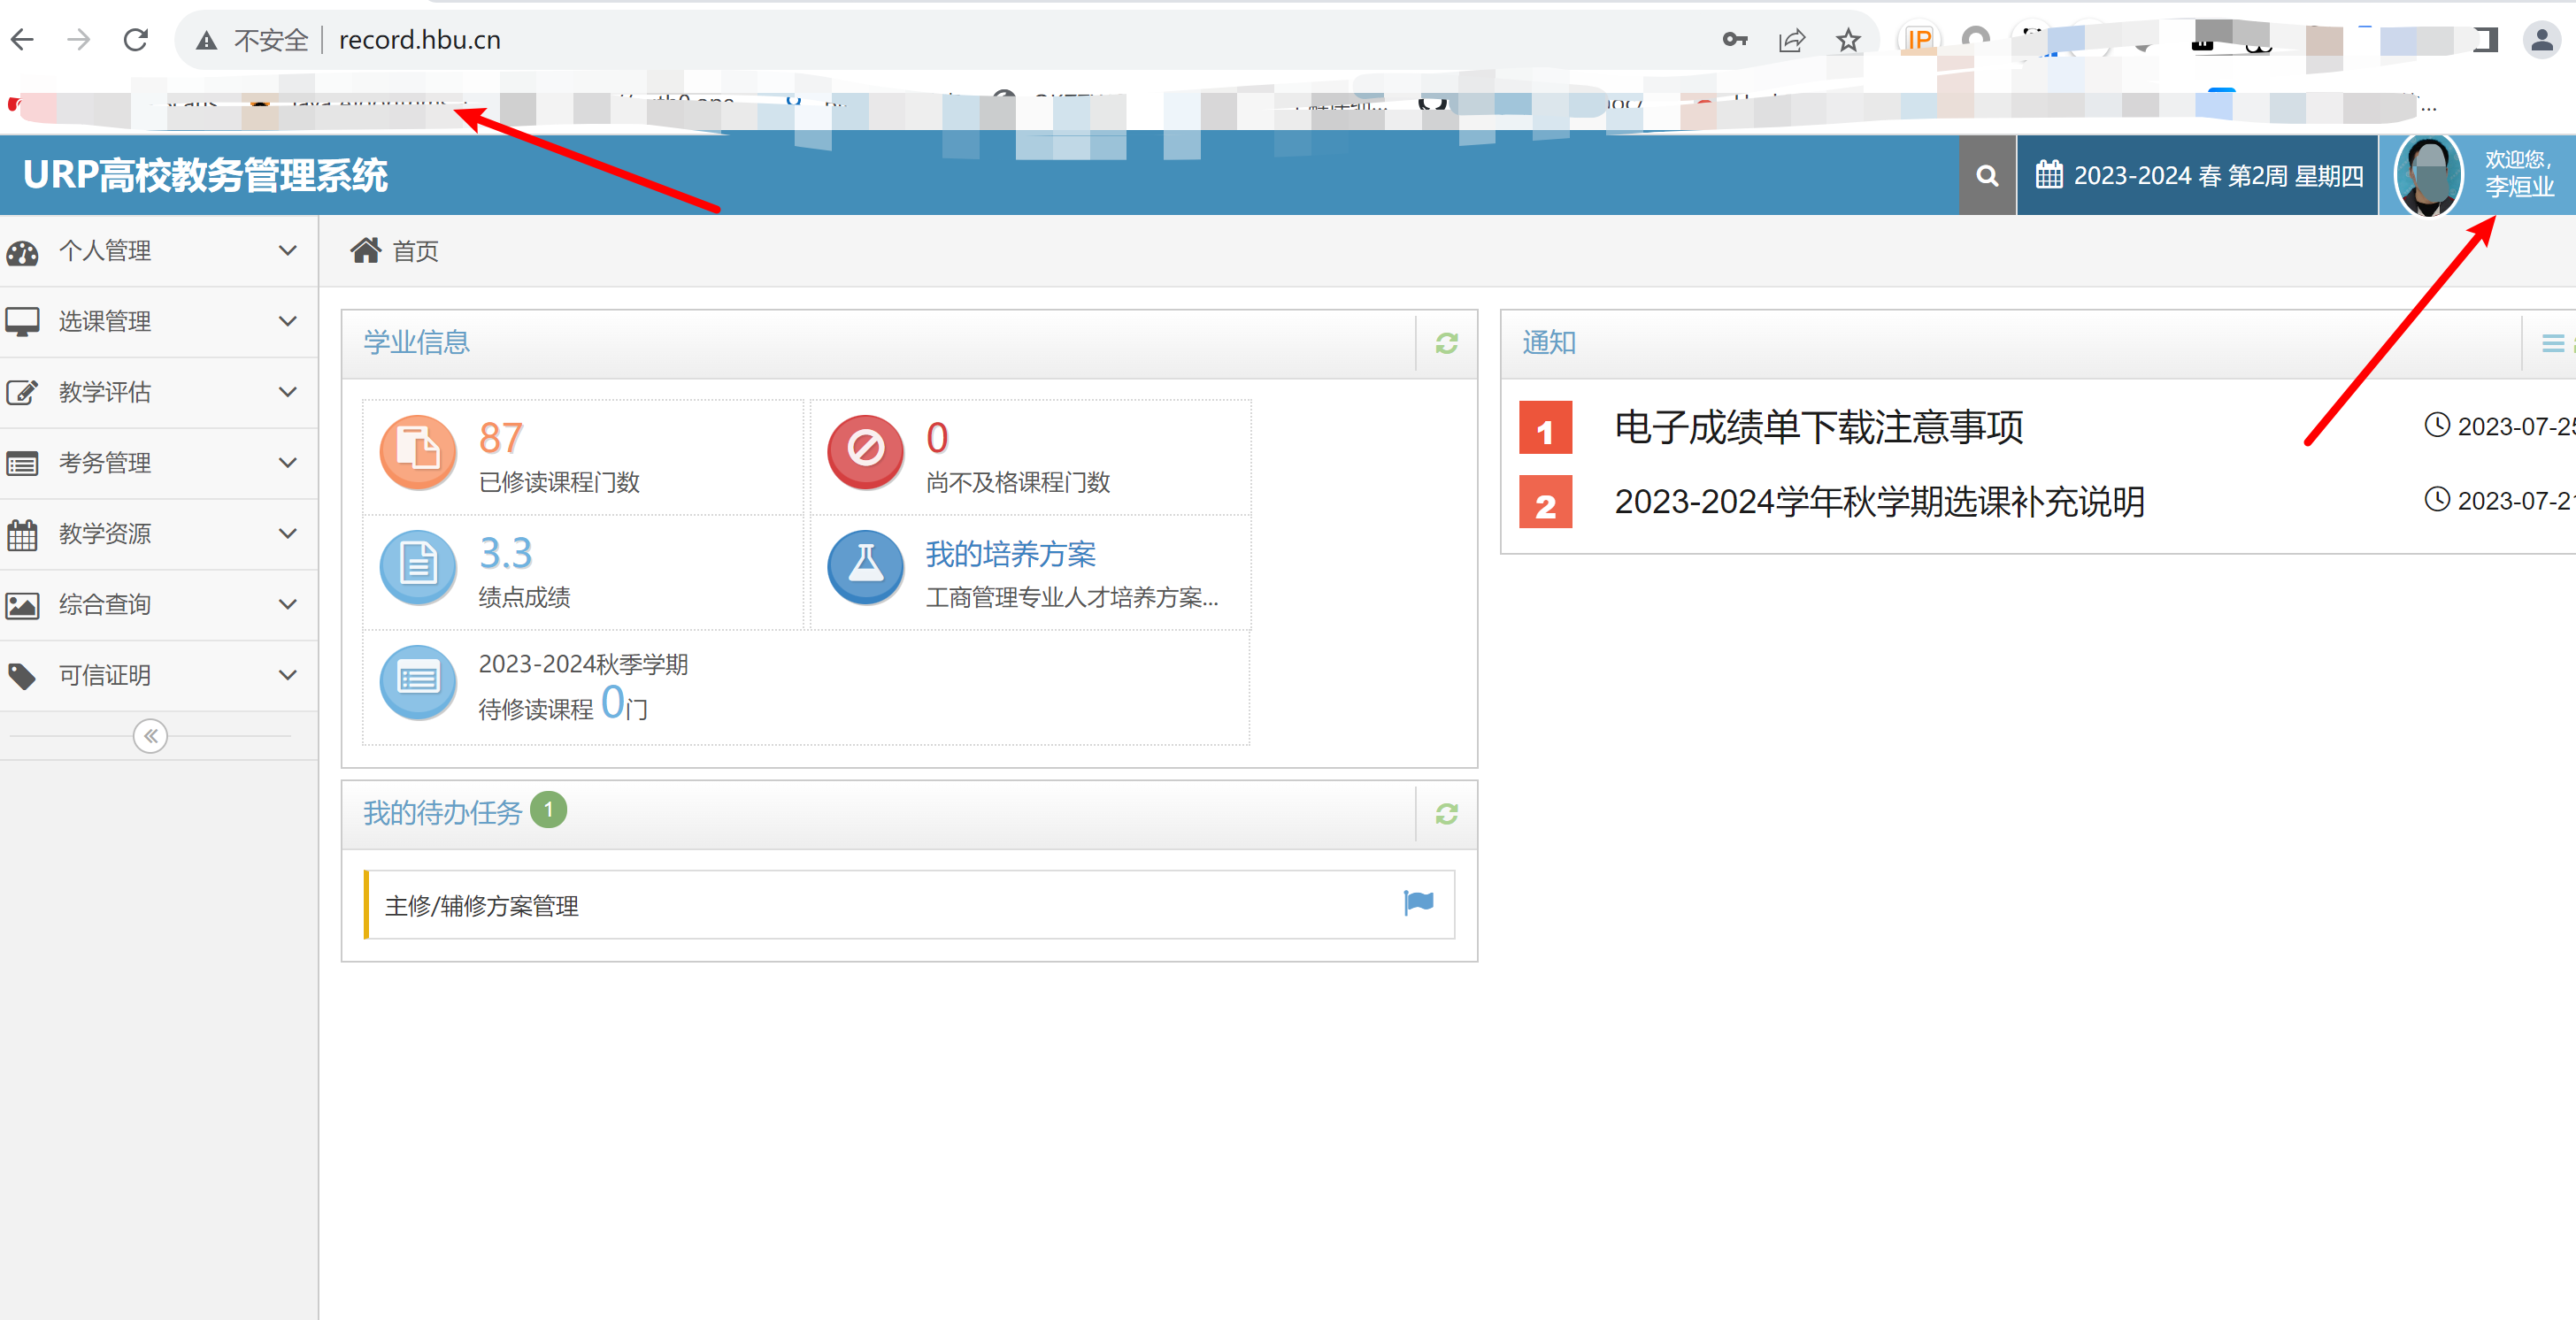 不安全 record.hbu.cn
IP
URP高校教务管理系统
2023-2024 春 第2周 星期四
欢迎您,
李烜业
个人管理
选课管理
教学评估
考务管理
教学资源
综合查询
可信证明
首页
学业信息
87
已修读课程门数
0
尚不及格课程门数
3.3
绩点成绩
我的培养方案
工商管理专业人才培养方案...
2023-2024秋季学期
待修读课程 0门
我的待办任务 1
主修/辅修方案管理
通知
1 电子成绩单下载注意事项 2023-07-25
2 2023-2024学年秋学期选课补充说明 2023-07-21